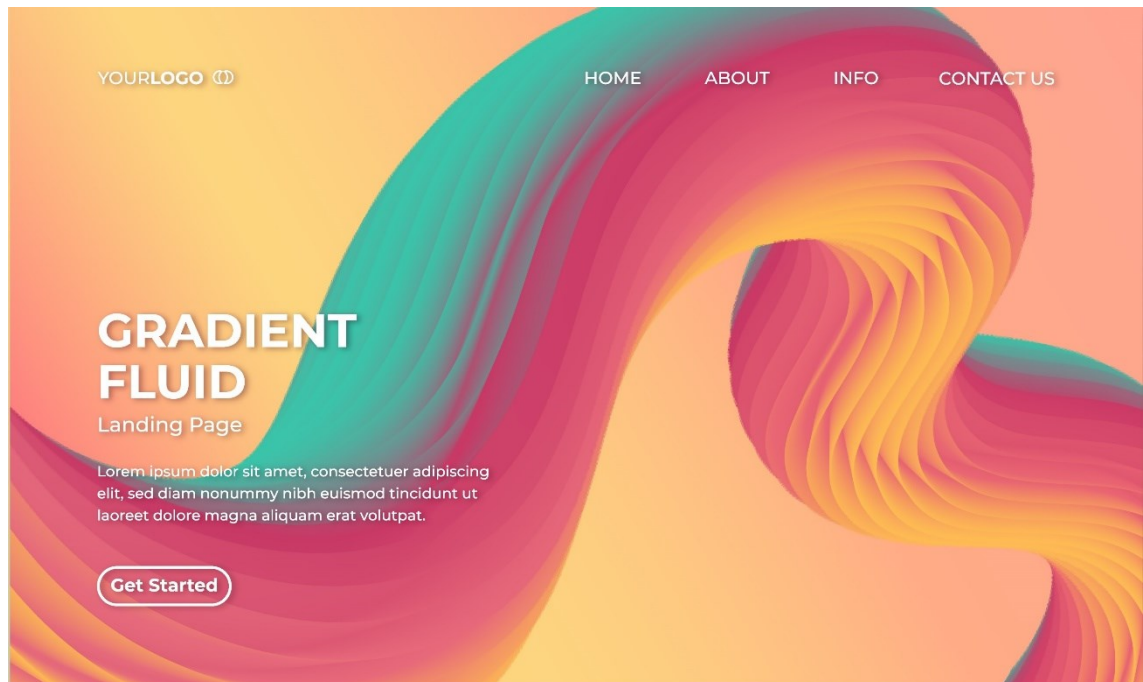 YOURLOGO
HOME ABOUT INFO CONTACT US
GRADIENT
FLUID
Landing Page
Lorem ipsum dolor sit amet, consectetuer adipiscing
elit, sed diam nonummy nibh euismod tincidunt ut
laoreet dolore magna aliquam erat volutpat.
Get Started